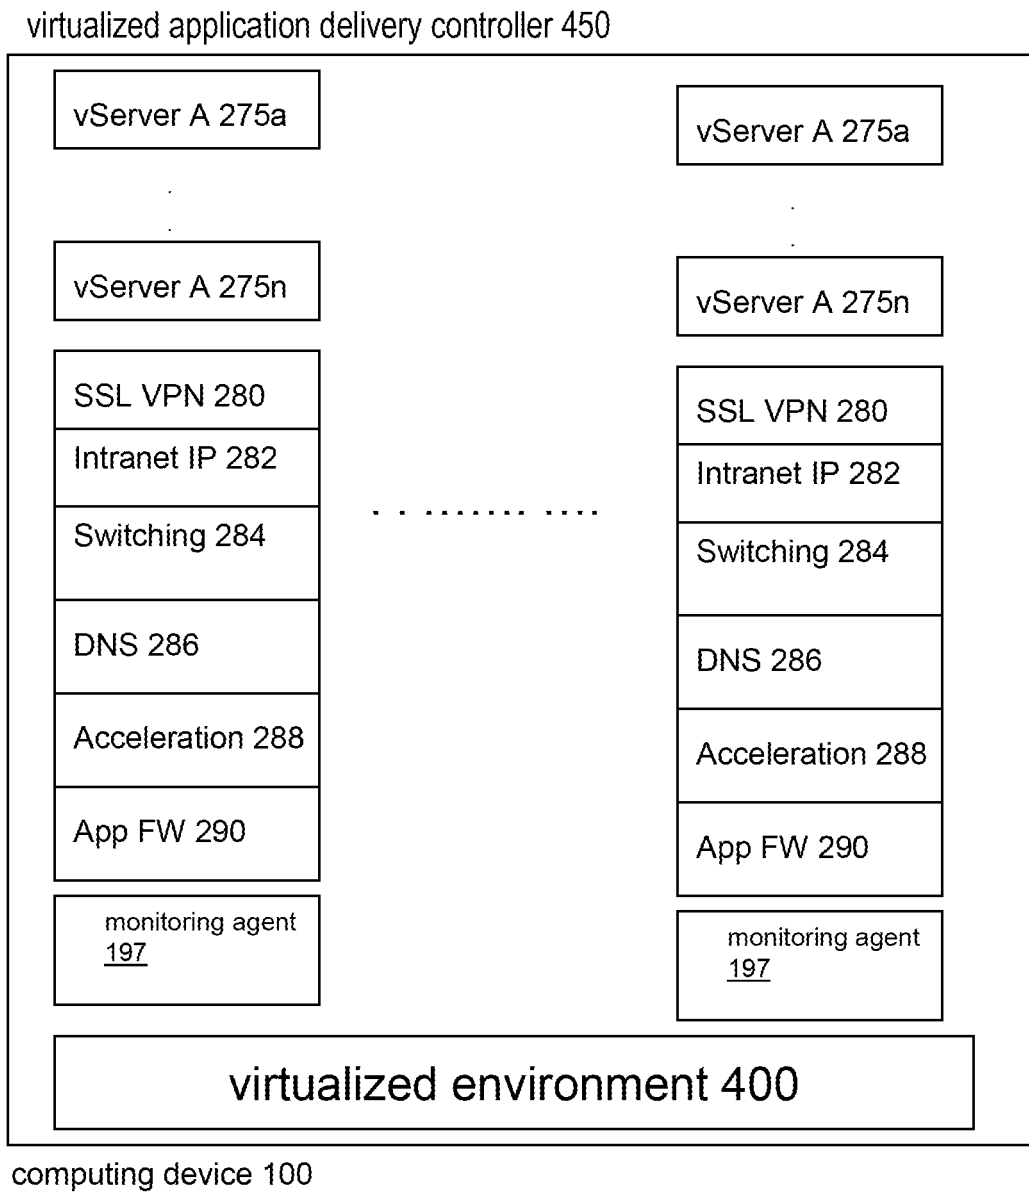 virtualized application delivery controller 450
vServer A 275a
vServer A 275n
SSL VPN 280
Intranet IP 282
Switching 284
DNS 286
Acceleration 288
App FW 290
monitoring agent
197
vServer A 275a
vServer A 275n
SSL VPN 280
Intranet IP 282
Switching 284
DNS 286
Acceleration 288
App FW 290
monitoring agent
197
virtualized environment 400
computing device 100